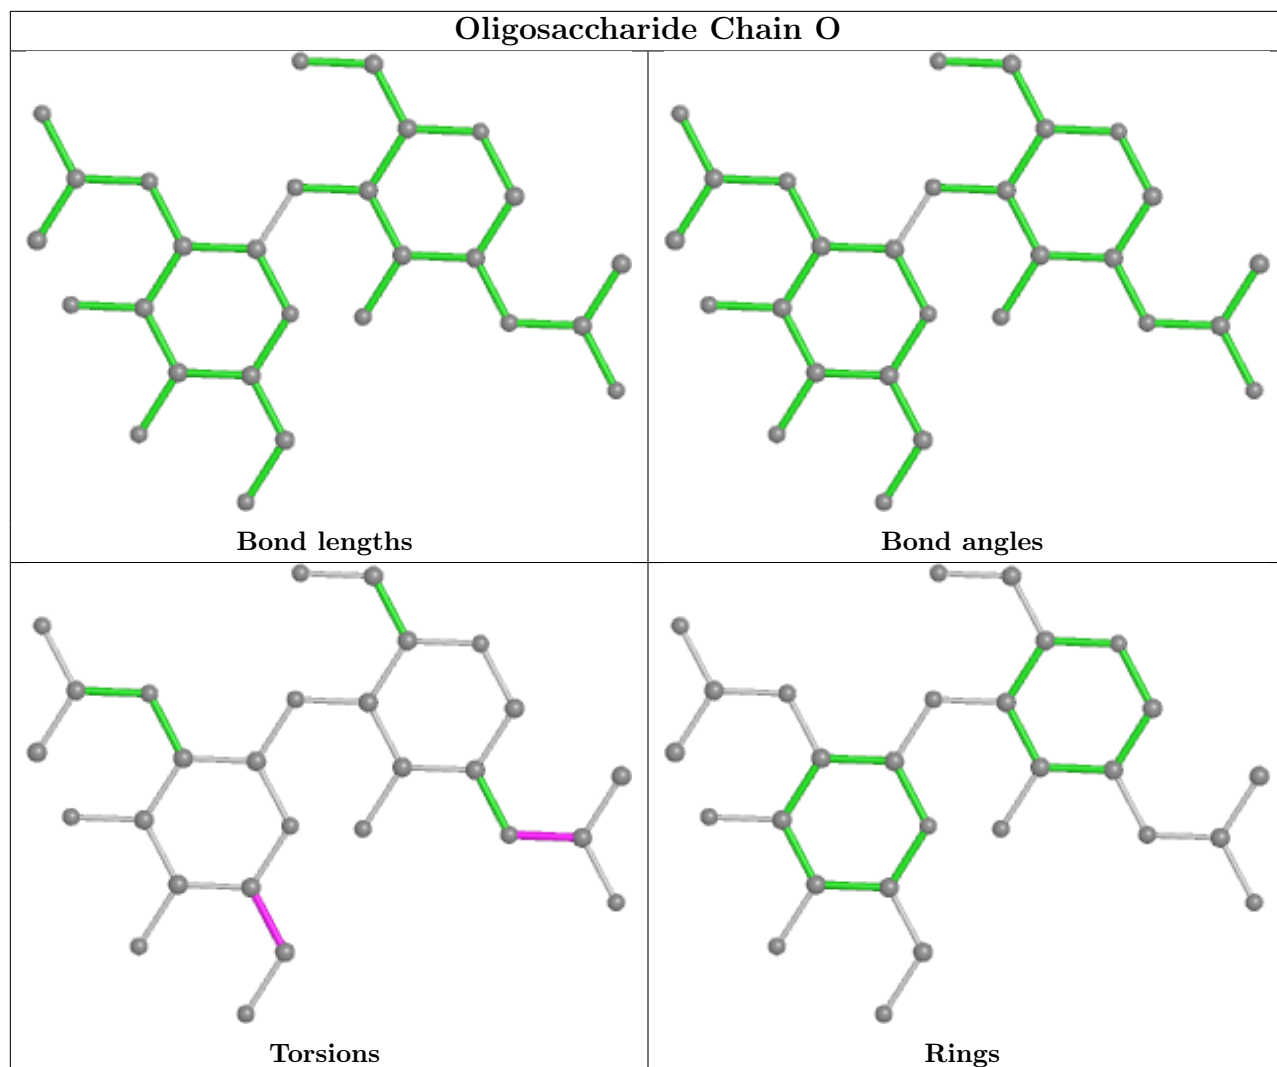 Oligosaccharide Chain O
Bond lengths
Bond angles
Torsions
Rings